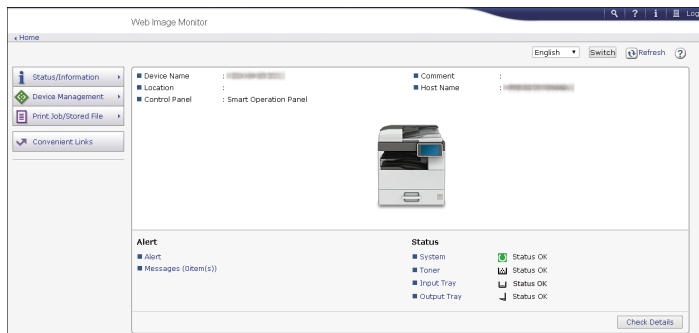 Web Image Monitor
? i Log
Home
English Switch Refresh ?
Status/Information
Device Management
Print Job/Stored File
Convenient Links
Device Name :
Location :
Control Panel : Smart Operation Panel
Comment :
Host Name :
Alert
Alert
Messages (0item(s))
Status
System Status OK
Toner Status OK
Input Tray Status OK
Output Tray Status OK
Check Details